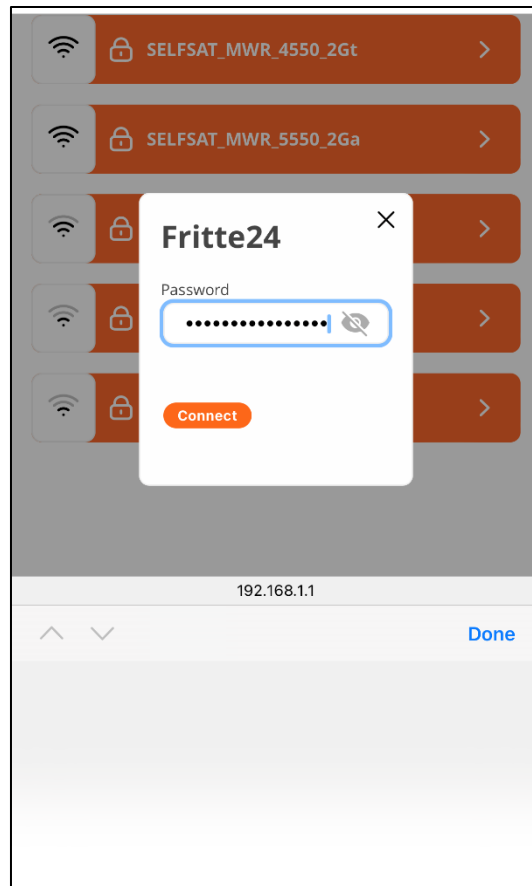 SELFSAT_MWR_4550_2Gt
SELFSAT_MWR_5550_2Ga
Fritte24
Password
••••••••••••••••
Connect
192.168.1.1
Done